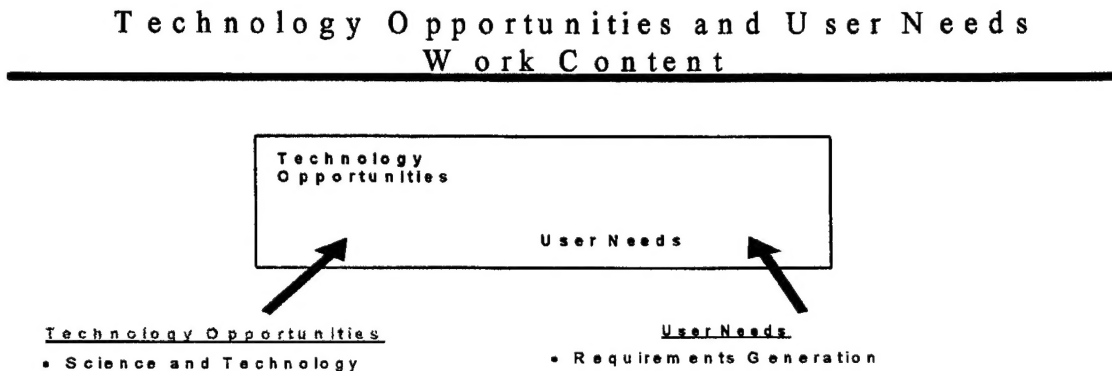 Technology Opportunities and User Needs
Work Content
Technology
Opportunities
User Needs
Technology Opportunities
• Science and Technology
User Needs
• Requirements Generation